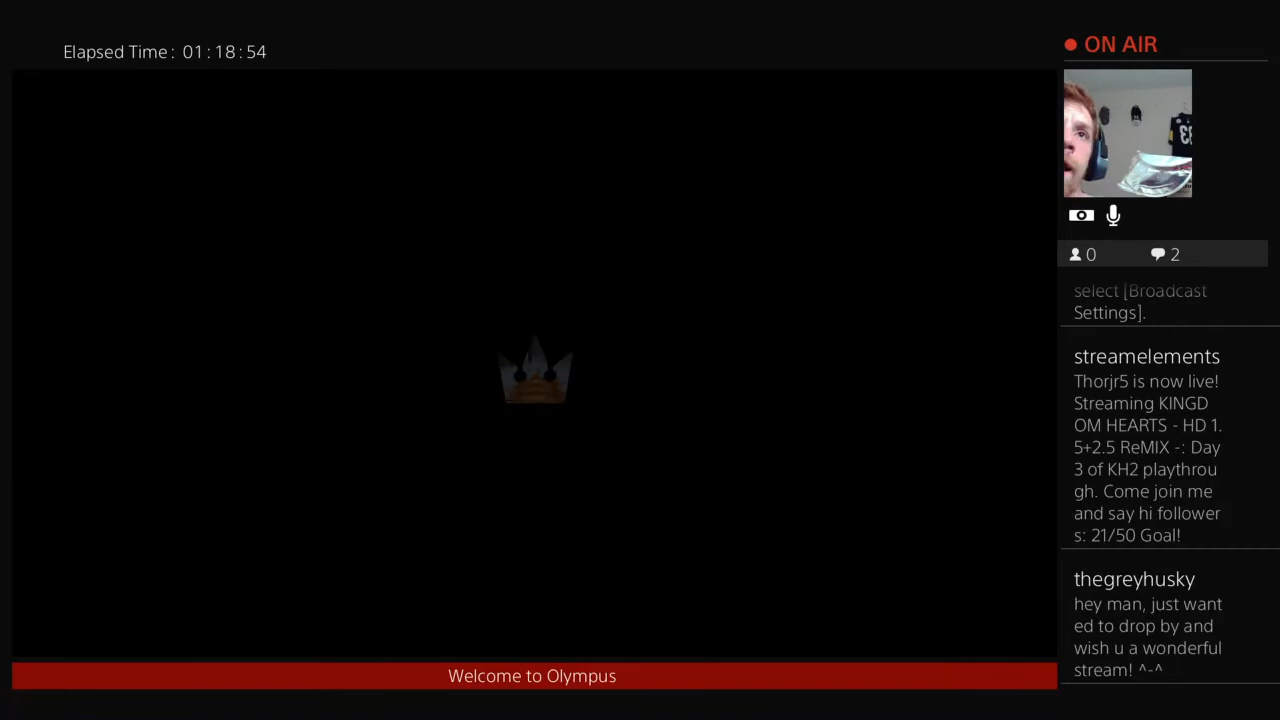 Elapsed Time: 01:18:54
ON AIR
0 2
select [Broadcast
Settings].
streamelements
Thorjr5 is now live!
Streaming KINGD
OM HEARTS - HD 1.
5+2.5 ReMIX -: Day
3 of KH2 playthrou
gh. Come join me
and say hi follower
s: 21/50 Goal!
thegreyhusky
hey man, just want
ed to drop by and
wish u a wonderful
stream! ^-^
Welcome to Olympus